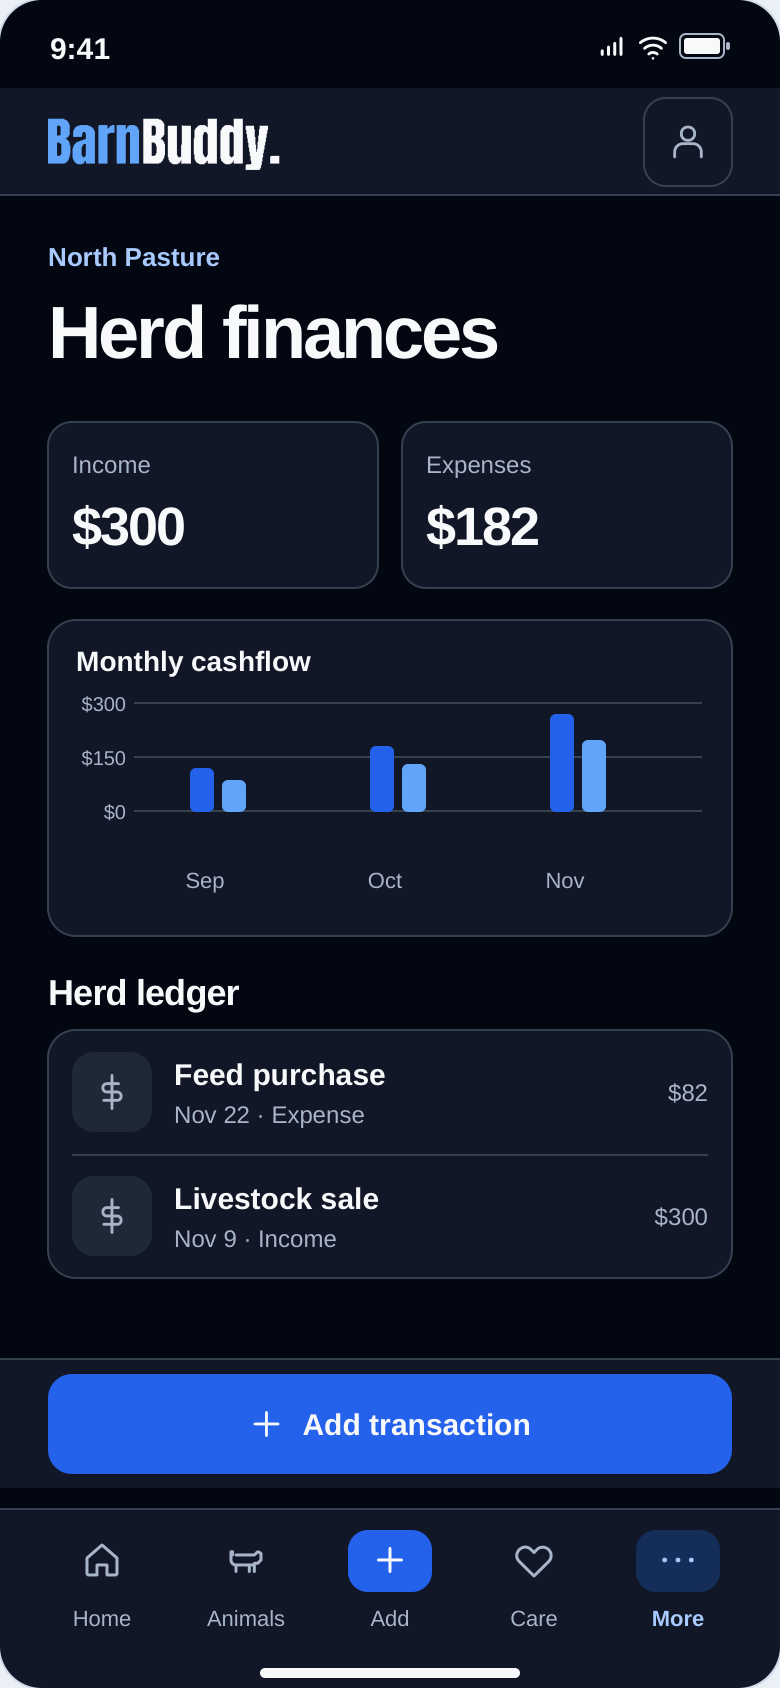 9:41
BarnBuddy.
North Pasture
Herd finances
Income
$300
Expenses
$182
Monthly cashflow
$300
$150
$0
Sep Oct Nov
Herd ledger
Feed purchase
Nov 22 · Expense
$82
Livestock sale
Nov 9 · Income
$300
Add transaction
Home Animals Add Care More